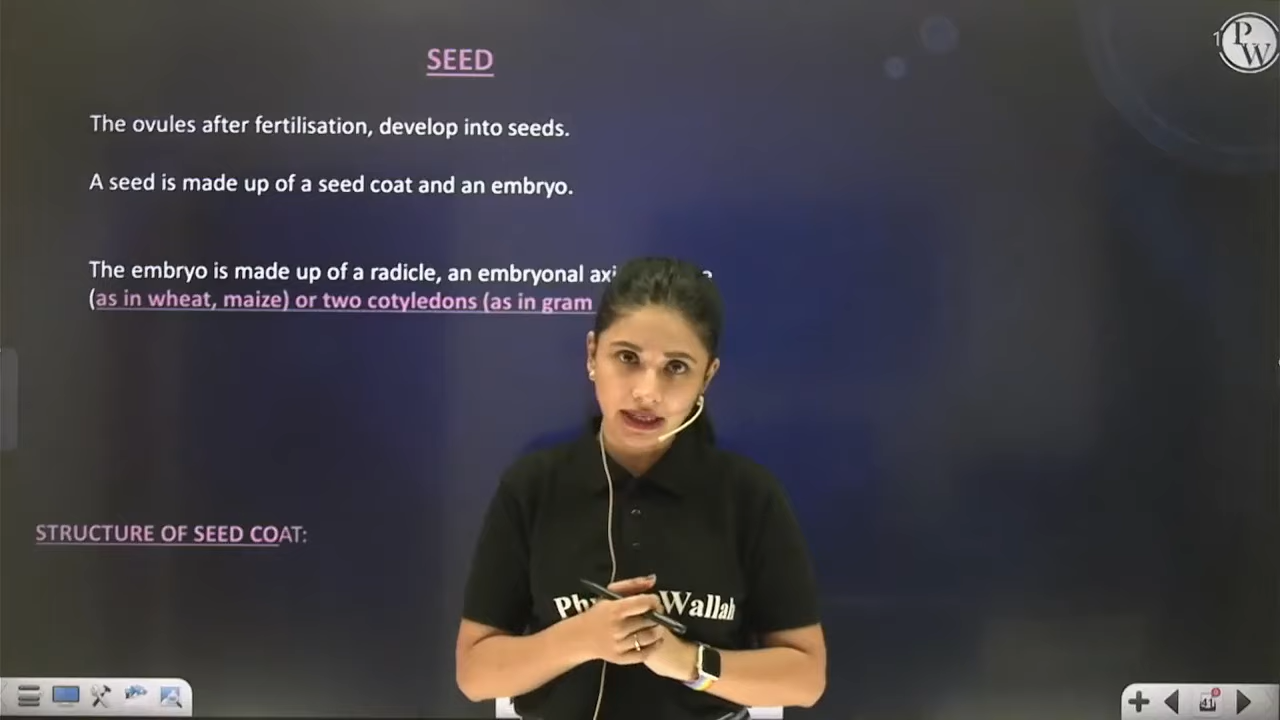 SEED
The ovules after fertilisation, develop into seeds.
A seed is made up of a seed coat and an embryo.
The embryo is made up of a radicle, an embryonal
(as in wheat, maize) or two cotyledons (as in gram
STRUCTURE OF SEED COAT:
Wallah
PW
41